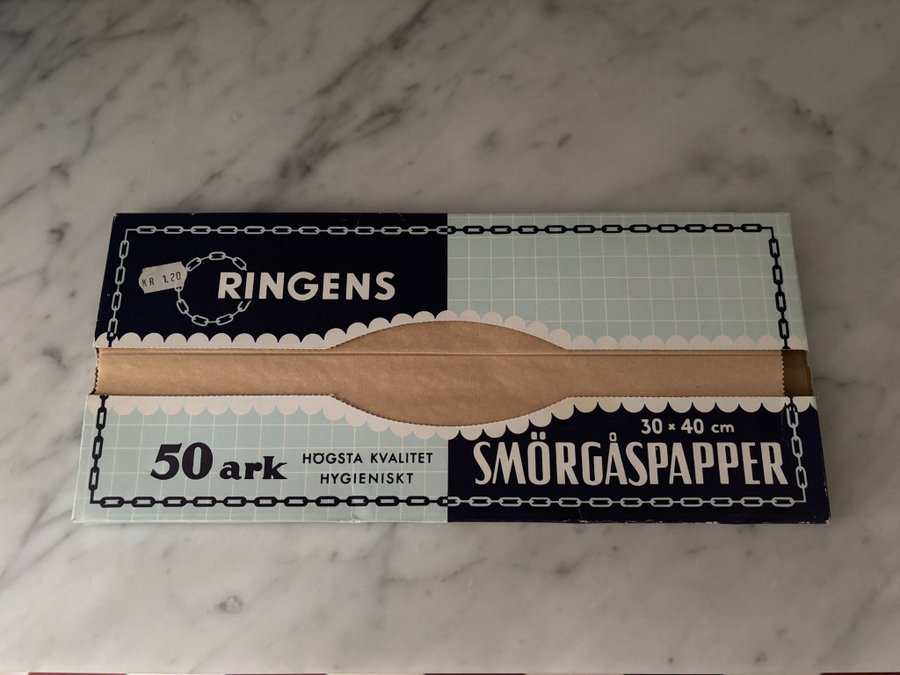 KR 1.20
RINGENS
50 ark
HÖGSTA KVALITET
HYGIENISKT
30 × 40 cm
SMÖRGÅSPAPPER